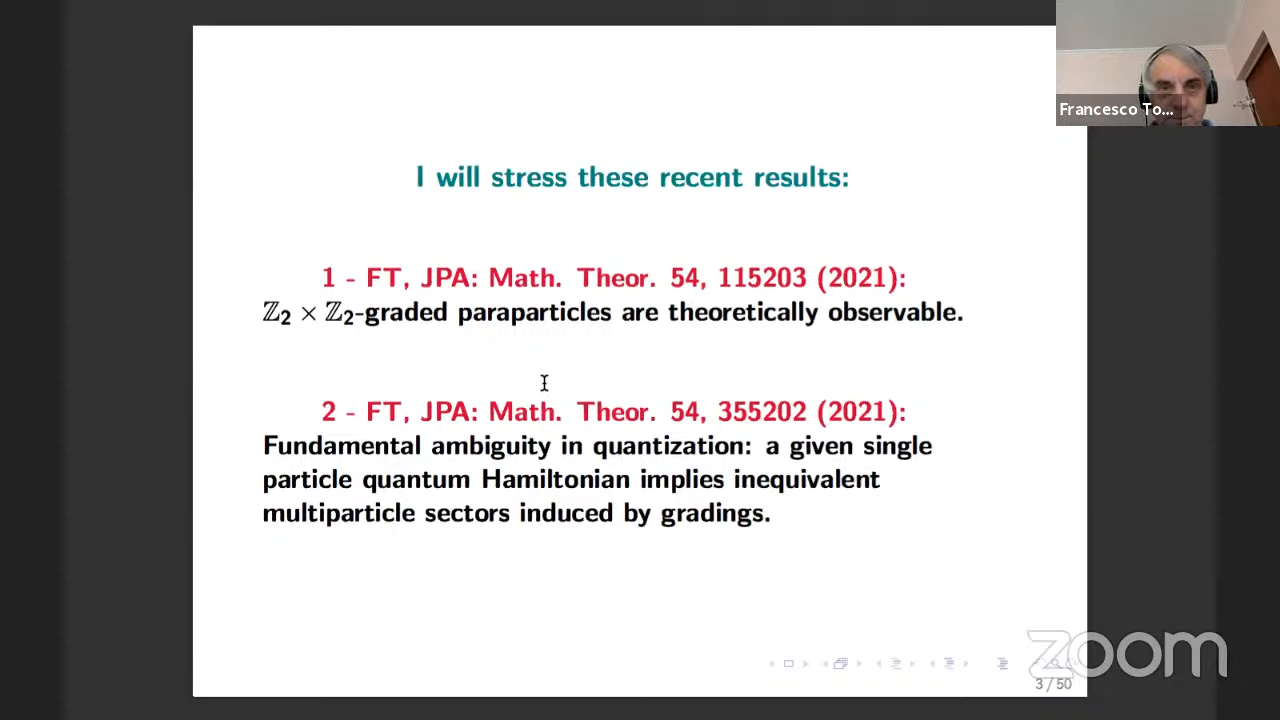 Francesco To...
I will stress these recent results:
1 - FT, JPA: Math. Theor. 54, 115203 (2021):
ℤ₂ × ℤ₂-graded paraparticles are theoretically observable.
2 - FT, JPA: Math. Theor. 54, 355202 (2021):
Fundamental ambiguity in quantization: a given single
particle quantum Hamiltonian implies inequivalent
multiparticle sectors induced by gradings.
zoom
3 / 50